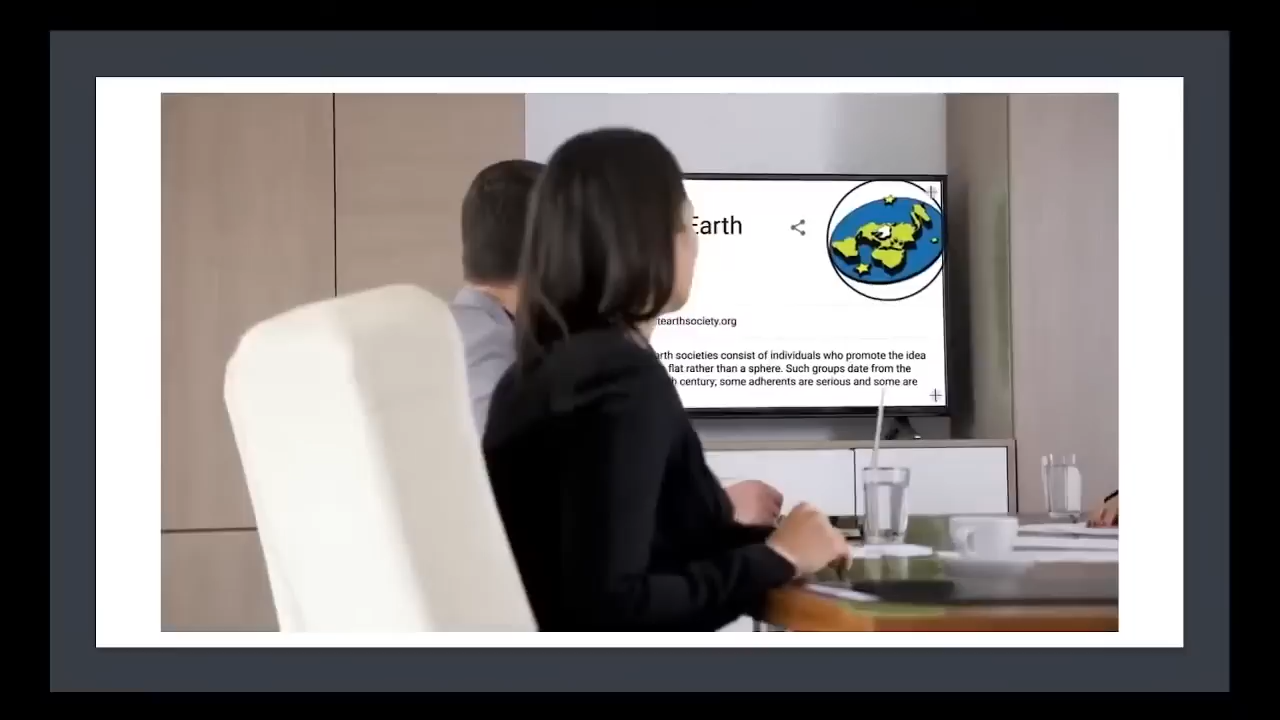 Earth
tearthsociety.org
arth societies consist of individuals who promote the idea
flat rather than a sphere. Such groups date from the
century, some adherents are serious and some are